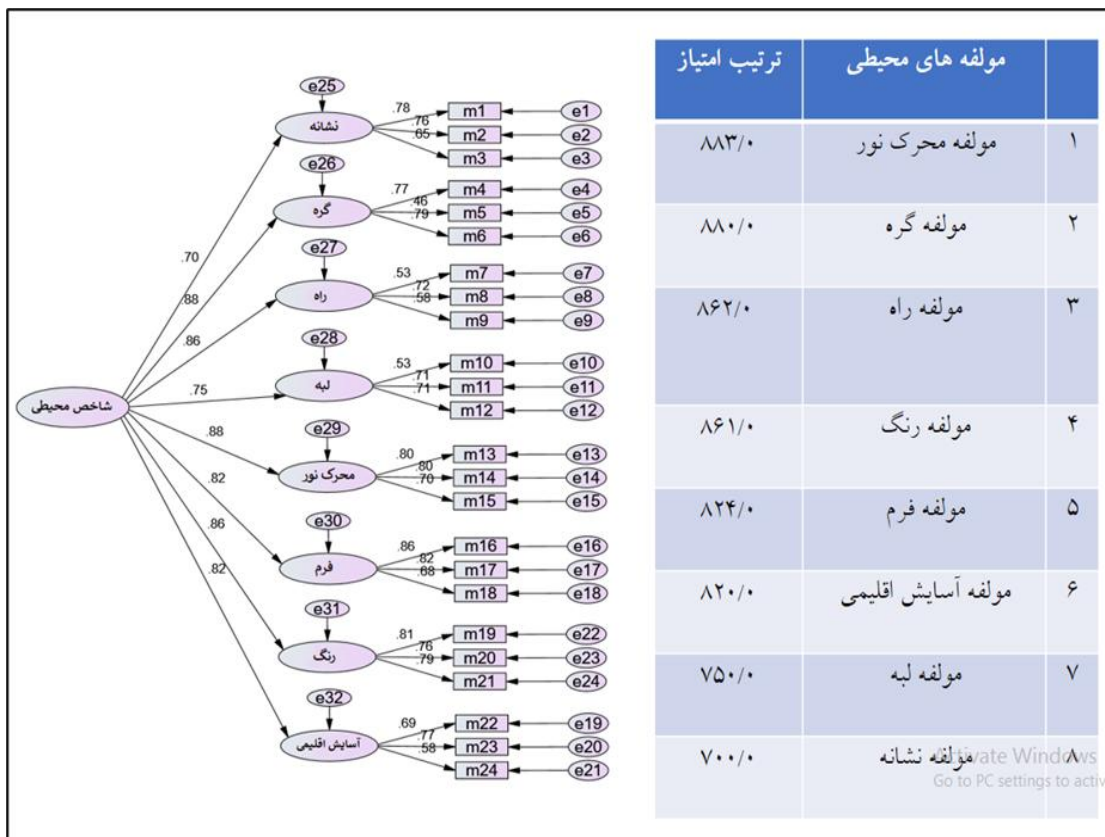 e25
نشانه
.78
.76
.65
m1
m2
m3
e1
e2
e3
e26
گره
.77
.46
.79
m4
m5
m6
e4
e5
e6
e27
راه
.53
.72
.58
m7
m8
m9
e7
e8
e9
e28
لبه
.53
.71
.71
m10
m11
m12
e10
e11
e12
شاخص محیطی
.70
.88
.86
.75
.88
.82
.86
.82
e29
محرک نور
.80
.80
.70
m13
m14
m15
e13
e14
e15
e30
فرم
.86
.82
.68
m16
m17
m18
e16
e17
e18
e31
رنگ
.81
.76
.79
m19
m20
m21
e22
e23
e24
e32
آسایش اقلیمی
.69
.77
.58
m22
m23
m24
e19
e20
e21
مولفه های محیطی ترتیب امتیاز
۱ مولفه محرک نور ۸۸۳/۰
۲ مولفه گره ۸۸۰/۰
۳ مولفه راه ۸۶۲/۰
۴ مولفه رنگ ۸۶۱/۰
۵ مولفه فرم ۸۲۴/۰
۶ مولفه آسایش اقلیمی ۸۲۰/۰
۷ مولفه لبه ۷۵۰/۰
۸ مولفه نشانه ۷۰۰/۰
Activate Windows
Go to PC settings to activ